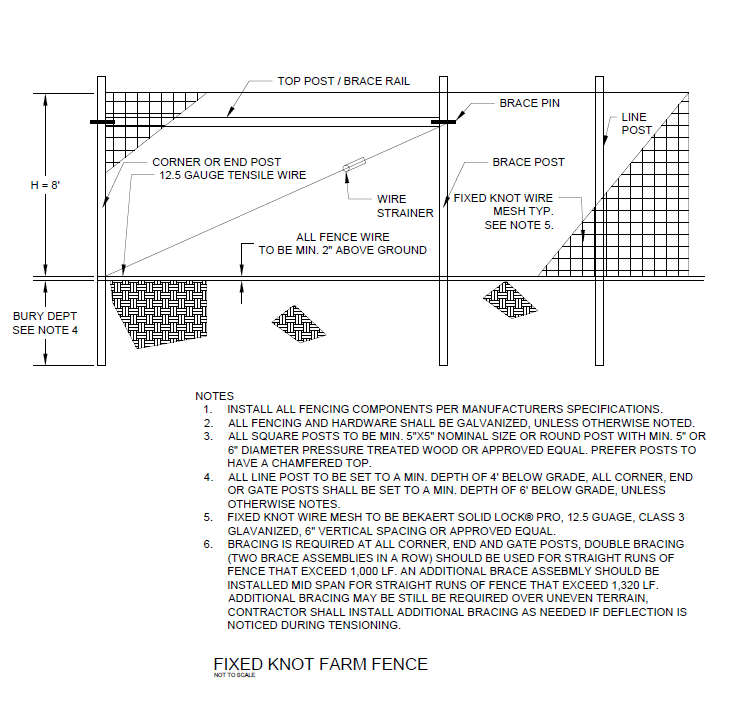 TOP POST / BRACE RAIL
BRACE PIN
LINE
POST
CORNER OR END POST
12.5 GAUGE TENSILE WIRE
BRACE POST
H = 8'
WIRE
STRAINER
FIXED KNOT WIRE
MESH TYP.
SEE NOTE 5.
ALL FENCE WIRE
TO BE MIN. 2" ABOVE GROUND
BURY DEPT
SEE NOTE 4
NOTES
1. INSTALL ALL FENCING COMPONENTS PER MANUFACTURERS SPECIFICATIONS.
2. ALL FENCING AND HARDWARE SHALL BE GALVANIZED, UNLESS OTHERWISE NOTED.
3. ALL SQUARE POSTS TO BE MIN. 5"X5" NOMINAL SIZE OR ROUND POST WITH MIN. 5" OR
6" DIAMETER PRESSURE TREATED WOOD OR APPROVED EQUAL. PREFER POSTS TO
HAVE A CHAMFERED TOP.
4. ALL LINE POST TO BE SET TO A MIN. DEPTH OF 4' BELOW GRADE, ALL CORNER, END
OR GATE POSTS SHALL BE SET TO A MIN. DEPTH OF 6' BELOW GRADE, UNLESS
OTHERWISE NOTES.
5. FIXED KNOT WIRE MESH TO BE BEKAERT SOLID LOCK® PRO, 12.5 GUAGE, CLASS 3
GLAVANIZED, 6" VERTICAL SPACING OR APPROVED EQUAL.
6. BRACING IS REQUIRED AT ALL CORNER, END AND GATE POSTS, DOUBLE BRACING
(TWO BRACE ASSEMBLIES IN A ROW) SHOULD BE USED FOR STRAIGHT RUNS OF
FENCE THAT EXCEED 1,000 LF. AN ADDITIONAL BRACE ASSEBMLY SHOULD BE
INSTALLED MID SPAN FOR STRAIGHT RUNS OF FENCE THAT EXCEED 1,320 LF.
ADDITIONAL BRACING MAY BE STILL BE REQUIRED OVER UNEVEN TERRAIN,
CONTRACTOR SHALL INSTALL ADDITIONAL BRACING AS NEEDED IF DEFLECTION IS
NOTICED DURING TENSIONING.
FIXED KNOT FARM FENCE
NOT TO SCALE